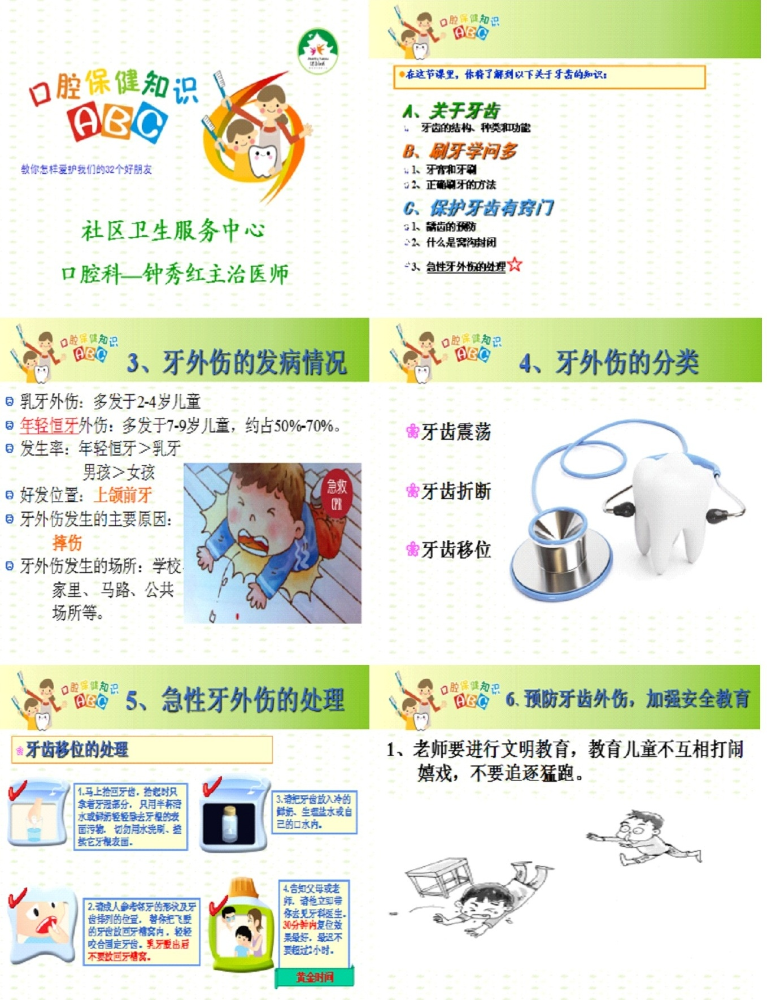 口腔保健知识
ABC
教你怎样爱护我们的32个好朋友
社区卫生服务中心
口腔科—钟秀红主治医师
口腔保健知识
ABC
在这节课里，你将了解到以下关于牙齿的知识：
A、关于牙齿
牙齿的结构、种类和功能
B、刷牙学问多
1、牙膏和牙刷
2、正确刷牙的方法
C、保护牙齿有窍门
1、龋齿的预防
2、什么是窝沟封闭
3、急性牙外伤的处理
口腔保健知识
ABC
3、牙外伤的发病情况
乳牙外伤：多发于2-4岁儿童
年轻恒牙外伤：多发于7-9岁儿童，约占50%-70%。
发生率：年轻恒牙＞乳牙
男孩＞女孩
好发位置：上颌前牙
牙外伤发生的主要原因：
摔伤
牙外伤发生的场所：学校、
家里、马路、公共
场所等。
急救
CPR
口腔保健知识
ABC
4、牙外伤的分类
牙齿震荡
牙齿折断
牙齿移位
口腔保健知识
ABC
5、急性牙外伤的处理
牙齿移位的处理
1.马上拾回牙齿，拾起时只
拿着牙冠部分，只用半杯清
水或鲜奶轻轻除去牙根的表
面污物，切勿用水洗刷、搓
揉它牙根表面。
3.请把牙齿放入冷的
鲜奶、生理盐水或自
己的口水内。
2.请成人参考邻牙的形状及牙
齿排列的位置，替你把飞脱
的牙齿放回牙槽窝内，轻轻
咬合固定牙齿。乳牙脱出后
不要放回牙槽窝。
4.告知父母或老
师，请他立即带
你去见牙科医生。
30分钟内复位效
果最好，最迟不
要超过2小时。
黄金时间
口腔保健知识
ABC
6、预防牙齿外伤，加强安全教育
1、老师要进行文明教育，教育儿童不互相打闹
嬉戏，不要追逐猛跑。